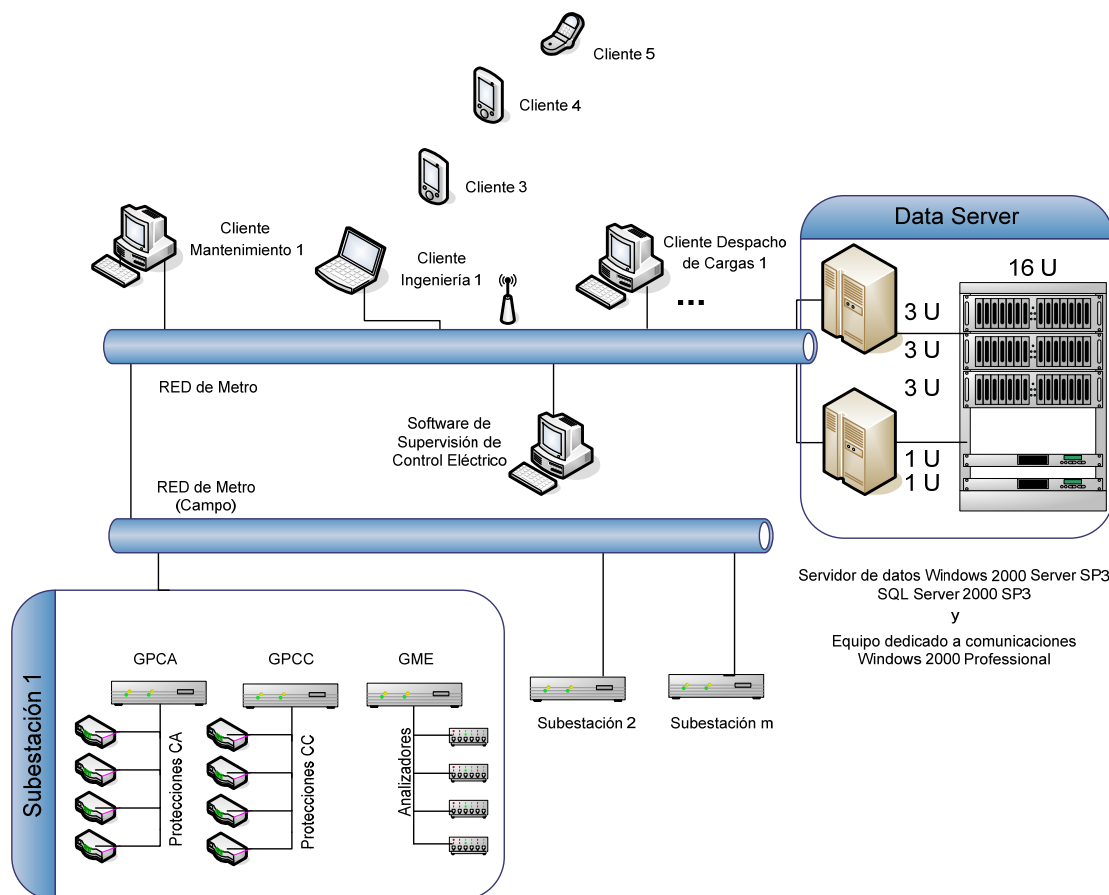 Cliente 5
Cliente 4
Cliente 3
Cliente
Mantenimiento 1
Cliente
Ingeniería 1
Cliente Despacho
de Cargas 1
...
Data Server
16 U
3 U
3 U
3 U
1 U
1 U
RED de Metro
Software de
Supervisión de
Control Eléctrico
RED de Metro
(Campo)
Servidor de datos Windows 2000 Server SP3
SQL Server 2000 SP3
y
Equipo dedicado a comunicaciones
Windows 2000 Professional
Subestación 1
GPCA
GPCC
GME
Protecciones CA
Protecciones CC
Analizadores
Subestación 2
Subestación m